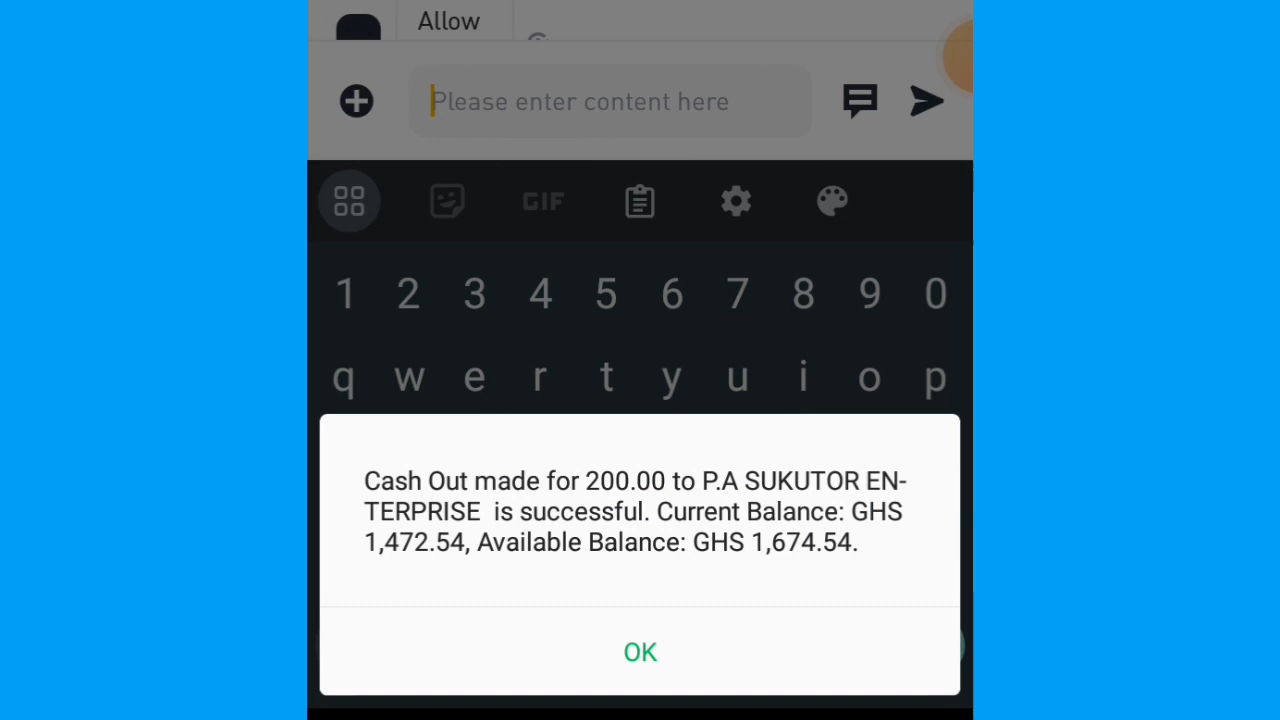 Allow
Please enter content here
GIF
1 2 3 4 5 6 7 8 9 0
q w e r t y u i o p
Cash Out made for 200.00 to P.A SUKUTOR EN-
TERPRISE is successful. Current Balance: GHS
1,472.54, Available Balance: GHS 1,674.54.
OK